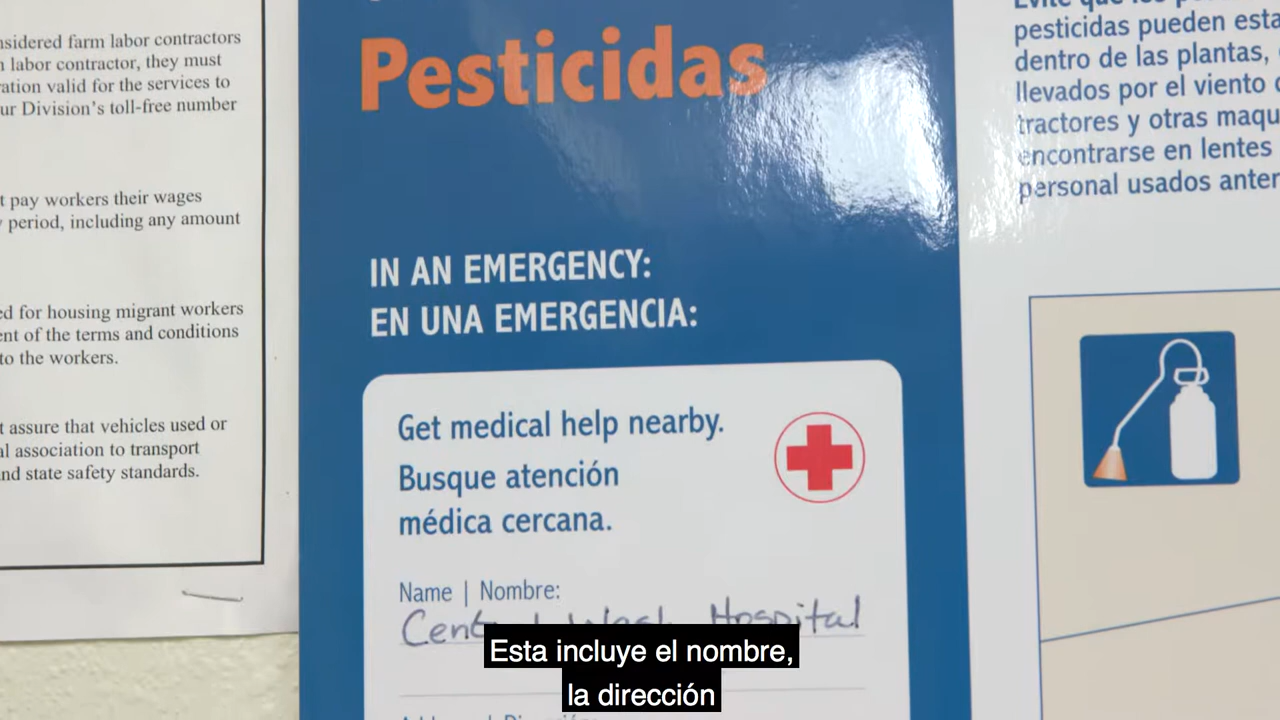 nsidered farm labor contractors
labor contractor, they must
ration valid for the services to
ur Division's toll-free number
t pay workers their wages
period, including any amount
ed for housing migrant workers
ent of the terms and conditions
to the workers.
t assure that vehicles used or
al association to transport
nd state safety standards.
Pesticidas
IN AN EMERGENCY:
EN UNA EMERGENCIA:
Get medical help nearby.
Busque atención
médica cercana.
Name | Nombre:
Hospital
pesticidas pueden esta
dentro de las plantas,
llevados por el viento
tractores y otras maqu
encontrarse en lentes
personal usados anter
Esta incluye el nombre,
la dirección